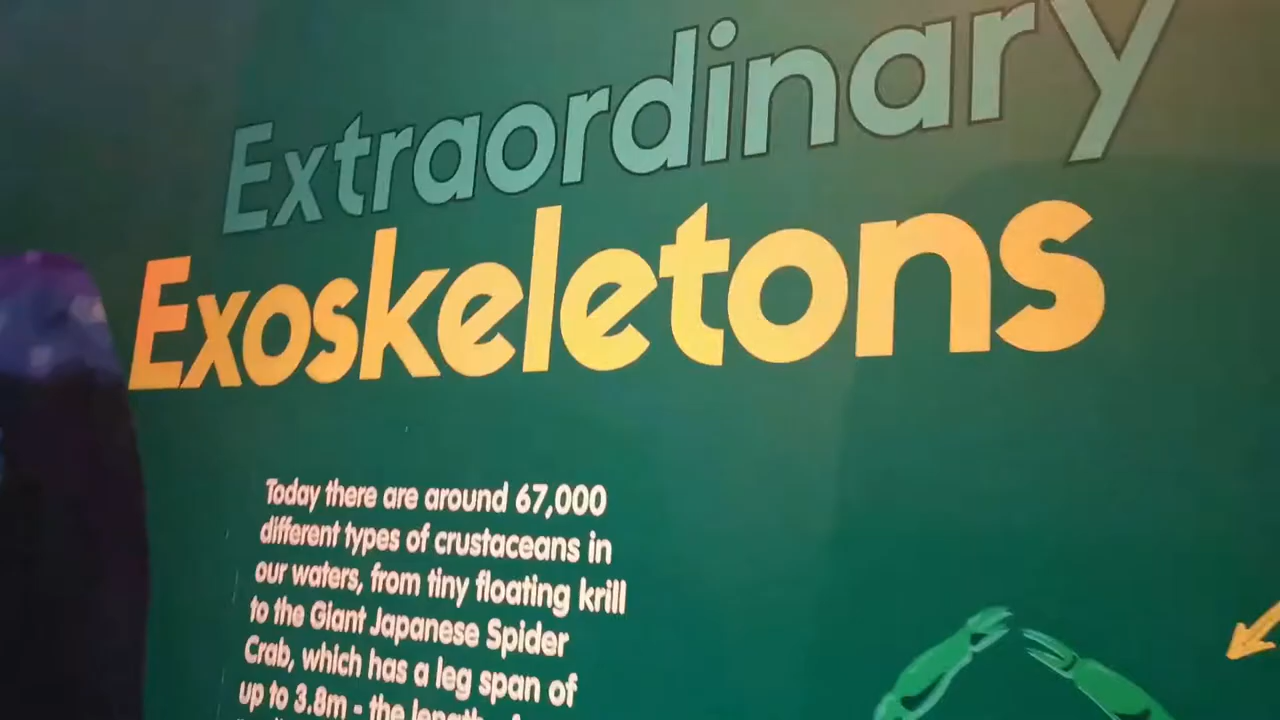 Extraordinary
Exoskeletons
Today there are around 67,000
different types of crustaceans in
our waters, from tiny floating krill
to the Giant Japanese Spider
Crab, which has a leg span of
up to 3.8m - the length